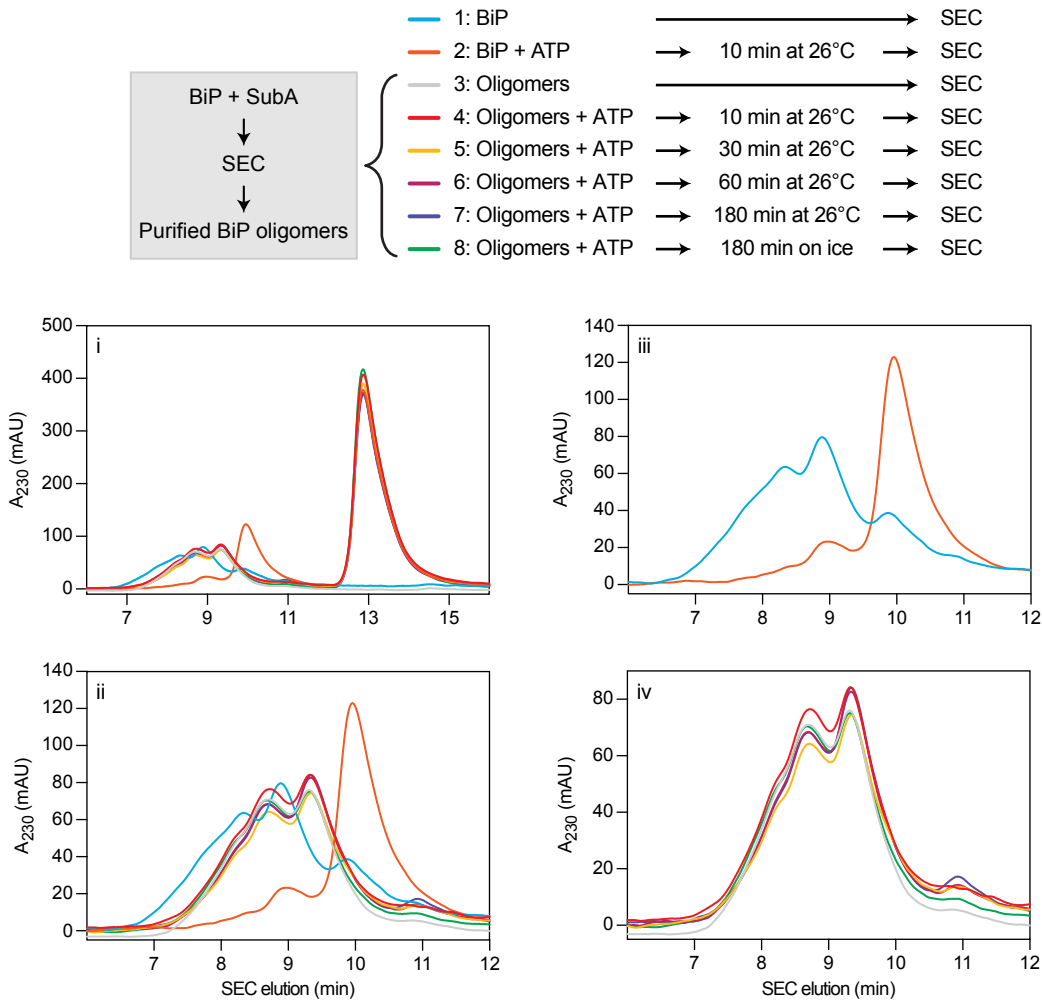 1: BiP SEC
2: BiP + ATP 10 min at 26°C SEC
3: Oligomers SEC
4: Oligomers + ATP 10 min at 26°C SEC
5: Oligomers + ATP 30 min at 26°C SEC
6: Oligomers + ATP 60 min at 26°C SEC
7: Oligomers + ATP 180 min at 26°C SEC
8: Oligomers + ATP 180 min on ice SEC
BiP + SubA
SEC
Purified BiP oligomers
i
A230 (mAU)
500
400
300
200
100
0
7 9 11 13 15
iii
A230 (mAU)
140
120
100
80
60
40
20
0
7 8 9 10 11 12
ii
A230 (mAU)
140
120
100
80
60
40
20
0
7 8 9 10 11 12
SEC elution (min)
iv
A230 (mAU)
80
60
40
20
0
7 8 9 10 11 12
SEC elution (min)